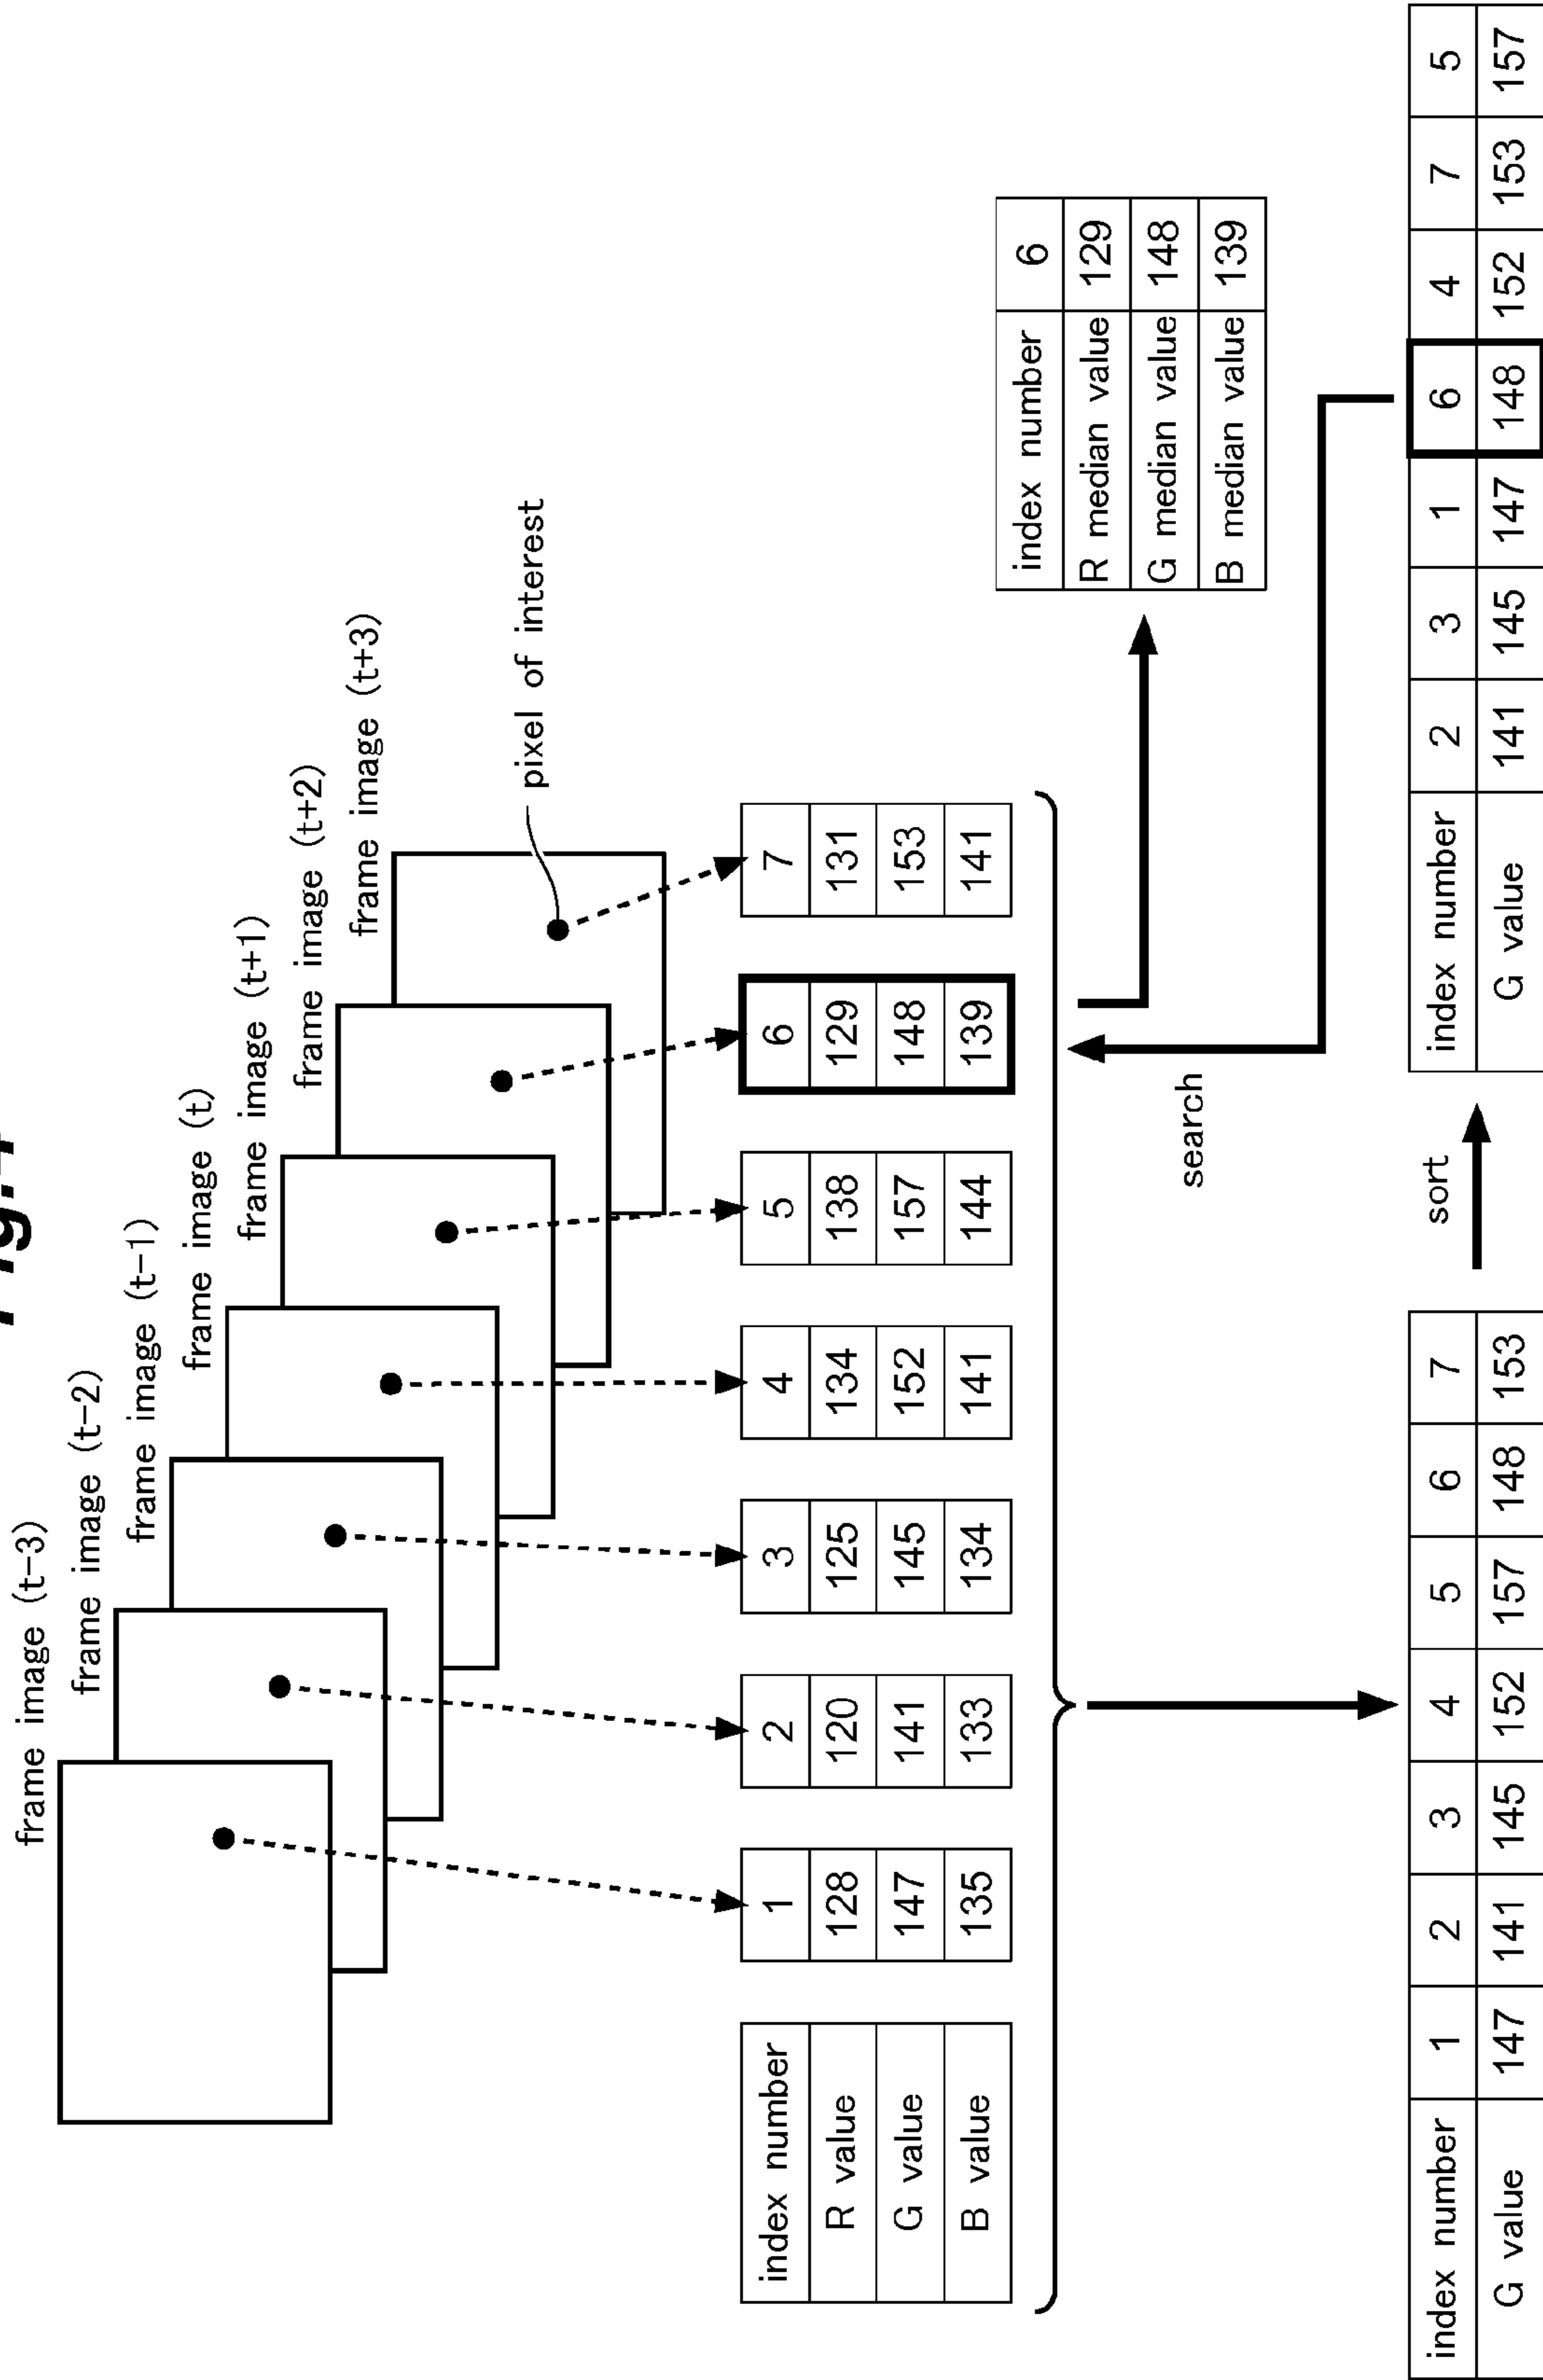 frame image (t-3)
frame image (t-2)
frame image (t-1)
frame image (t)
frame image (t+1)
frame image (t+2)
frame image (t+3)
pixel of interest
index number 1 2 3 4 5 6 7
R value 128 120 125 134 138 129 131
G value 147 141 145 152 157 148 153
B value 135 133 134 141 144 139 141
search
index number 6
R median value 129
G median value 148
B median value 139
index number 1 2 3 4 5 6 7
G value 147 141 145 152 157 148 153
sort
index number 2 3 1 6 4 7 5
G value 141 145 147 148 152 153 157